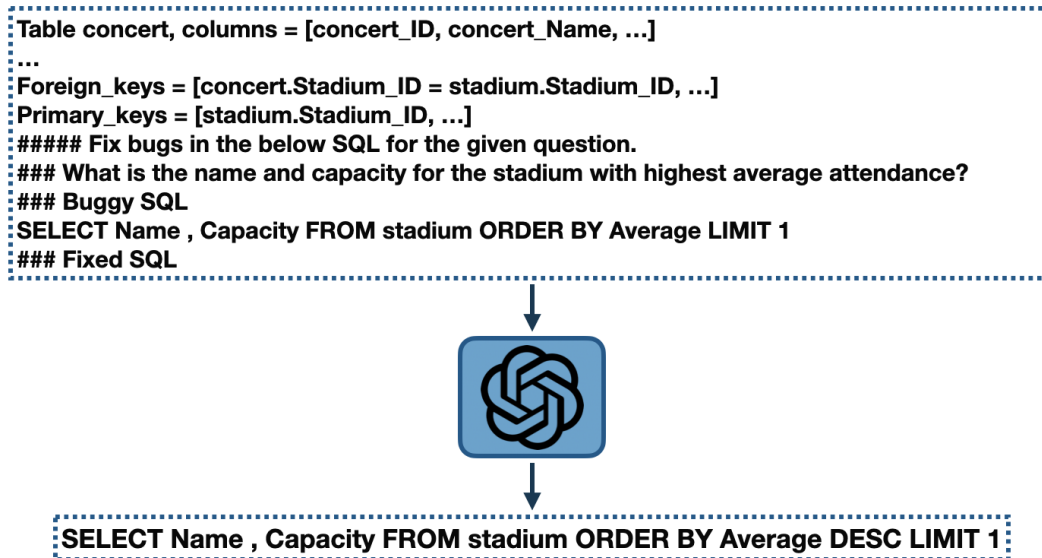 Table concert, columns = [concert_ID, concert_Name, ...]
...
Foreign_keys = [concert.Stadium_ID = stadium.Stadium_ID, ...]
Primary_keys = [stadium.Stadium_ID, ...]
##### Fix bugs in the below SQL for the given question.
### What is the name and capacity for the stadium with highest average attendance?
### Buggy SQL
SELECT Name , Capacity FROM stadium ORDER BY Average LIMIT 1
### Fixed SQL
SELECT Name , Capacity FROM stadium ORDER BY Average DESC LIMIT 1